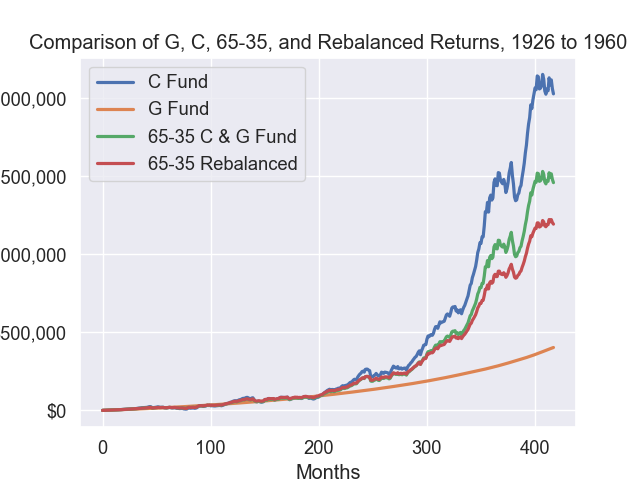 Comparison of G, C, 65-35, and Rebalanced Returns, 1926 to 1960
C Fund
G Fund
65-35 C & G Fund
65-35 Rebalanced
000,000
500,000
000,000
500,000
$0
0 100 200 300 400
Months